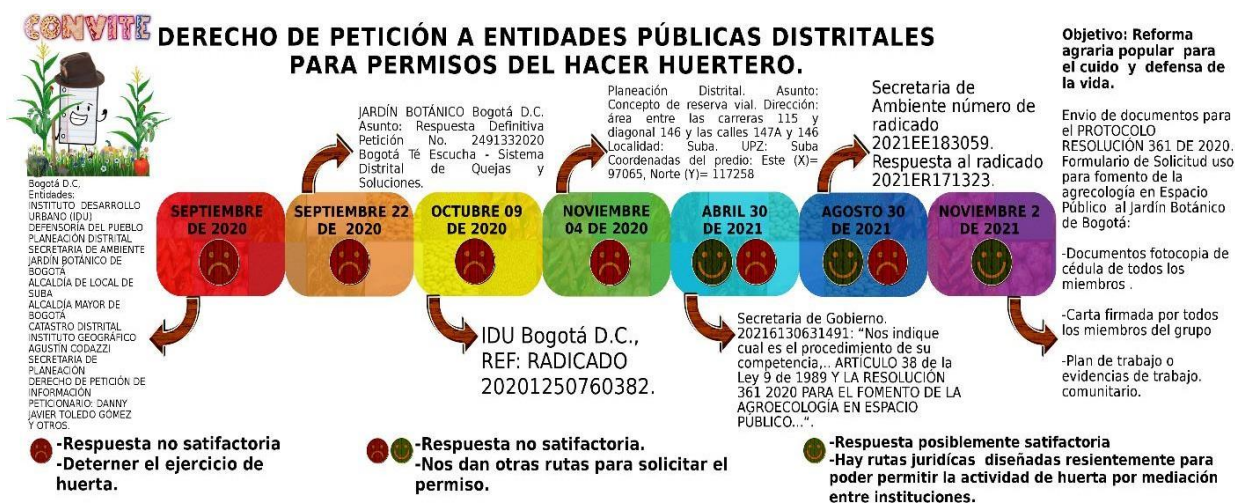 CONVITE
DERECHO DE PETICIÓN A ENTIDADES PÚBLICAS DISTRITALES
PARA PERMISOS DEL HACER HUERTERO.
Bogotá D.C,
Entidades:
INSTITUTO DESARROLLO
URBANO (IDU)
DEFENSORÍA DEL PUEBLO
PLANEACIÓN DISTRITAL
SECRETARIA DE AMBIENTE
JARDÍN BOTÁNICO DE
BOGOTÁ
ALCALDÍA DE LOCAL DE
SUBA
ALCALDÍA MAYOR DE
BOGOTÁ
CATASTRO DISTRITAL
INSTITUTO GEOGRÁFICO
AGUSTÍN CODAZZI
SECRETARIA DE
PLANEACIÓN
DERECHO DE PETICIÓN DE
INFORMACIÓN
PETICIONARIO: DANNY
JAVIER TOLEDO GÓMEZ
Y OTROS.
SEPTIEMBRE
DE 2020
JARDÍN BOTÁNICO Bogotá D.C.
Asunto: Respuesta Definitiva
Petición No. 2491332020
Bogotá Té Escucha - Sistema
Distrital de Quejas y
Soluciones.
SEPTIEMBRE 22
DE 2020
OCTUBRE 09
DE 2020
IDU Bogotá D.C.,
REF: RADICADO
20201250760382.
Planeación Distrital. Asunto:
Concepto de reserva vial. Dirección:
área entre las carreras 115 y
diagonal 146 y las calles 147A y 146
Localidad: Suba. UPZ: Suba
Coordenadas del predio: Este (X)=
97065, Norte (Y)= 117258
NOVIEMBRE
04 DE 2020
ABRIL 30
DE 2021
Secretaria de Gobierno.
20216130631491: “Nos indique
cual es el procedimiento de su
competencia,.. ARTÍCULO 38 de la
Ley 9 de 1989 Y LA RESOLUCIÓN
361 2020 PARA EL FOMENTO DE LA
AGROECOLOGÍA EN ESPACIO
PÚBLICO...“.
Secretaria de
Ambiente número de
radicado
2021EE183059.
Respuesta al radicado
2021ER171323.
AGOSTO 30
DE 2021
NOVIEMBRE 2
DE 2021
Objetivo: Reforma
agraria popular para
el cuido y defensa de
la vida.
Envio de documentos para
el PROTOCOLO
RESOLUCIÓN 361 DE 2020.
Formulario de Solicitud uso
para fomento de la
agrecología en Espacio
Público al Jardín Botánico
de Bogotá:
-Documentos fotocopia de
cédula de todos los
miembros .
-Carta firmada por todos
los miembros del grupo
-Plan de trabajo o
evidencias de trabajo.
comunitario.
-Respuesta no satifactoria
-Deterner el ejercicio de
huerta.
-Respuesta no satifactoria.
-Nos dan otras rutas para solicitar el
permiso.
-Respuesta posiblemente satifactoria
-Hay rutas juridícas diseñadas resientemente para
poder permitir la actividad de huerta por mediación
entre instituciones.